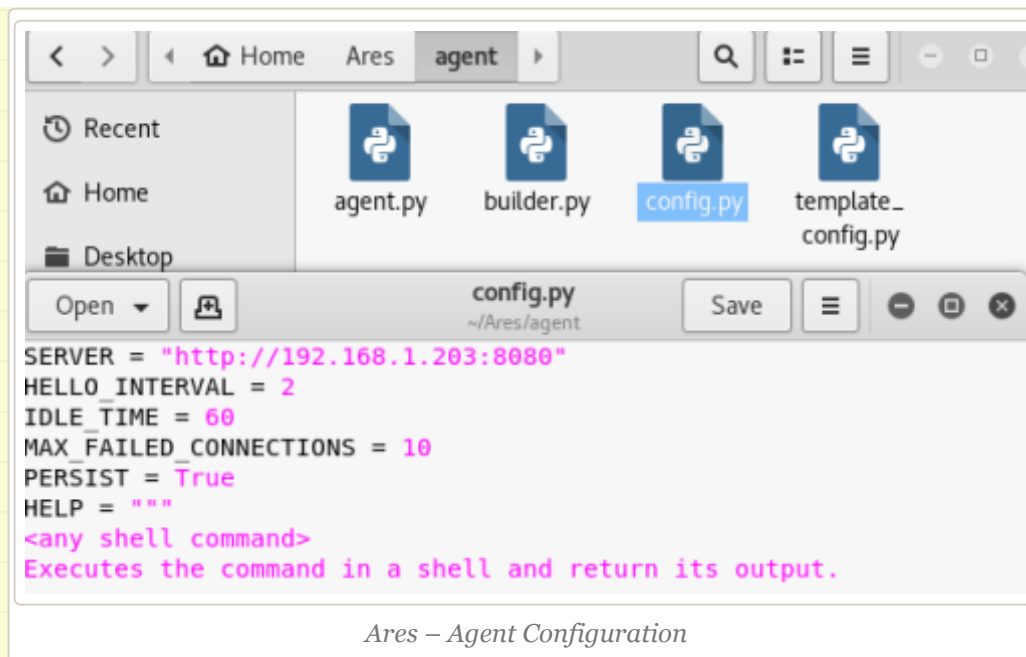 Home Ares agent
Recent
Home
Desktop
agent.py builder.py config.py template_
config.py
Open config.py Save
~/Ares/agent
SERVER = "http://192.168.1.203:8080"
HELLO_INTERVAL = 2
IDLE_TIME = 60
MAX_FAILED_CONNECTIONS = 10
PERSIST = True
HELP = """
<any shell command>
Executes the command in a shell and return its output.
Ares – Agent Configuration